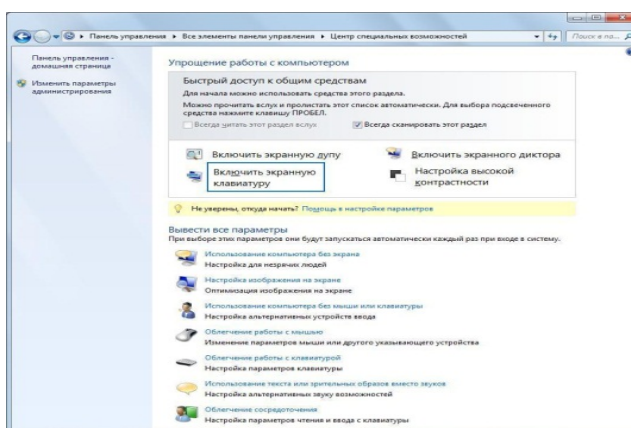 Панель управления ▸ Все элементы панели управления ▸ Центр специальных возможностей
Поиск в па...
Панель управления - домашняя страница
Изменить параметры администрирования
Упрощение работы с компьютером
Быстрый доступ к общим средствам
Для начала можно использовать средства этого раздела.
Можно прочитать вслух и пролистать этот список автоматически. Для выбора подсвеченного
средства нажмите клавишу ПРОБЕЛ.
Всегда читать этот раздел вслух
Всегда сканировать этот раздел
Включить экранную лупу
Включить экранного диктора
Включить экранную
клавиатуру
Настройка высокой
контрастности
Не уверены, откуда начать? Помощь в настройке параметров
Вывести все параметры
При выборе этих параметров они будут запускаться автоматически каждый раз при входе в систему.
Использование компьютера без экрана
Настройка для незрячих людей
Настройка изображения на экране
Оптимизация изображения на экране
Использование компьютера без мыши или клавиатуры
Настройка альтернативных устройств ввода
Облегчение работы с мышью
Изменение параметров мыши или другого указывающего устройства
Облегчение работы с клавиатурой
Настройка параметров клавиатуры
Использование текста или зрительных образов вместо звуков
Настройка альтернативных звуку возможностей
Облегчение сосредоточения
Настройка параметров чтения и ввода с клавиатуры